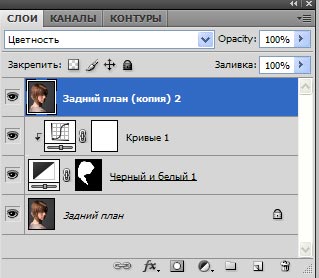 СЛОИ КАНАЛЫ КОНТУРЫ
Цветность Opacity: 100%
Закрепить: Заливка: 100%
Задний план (копия) 2
Кривые 1
Черный и белый 1
Задний план
fx